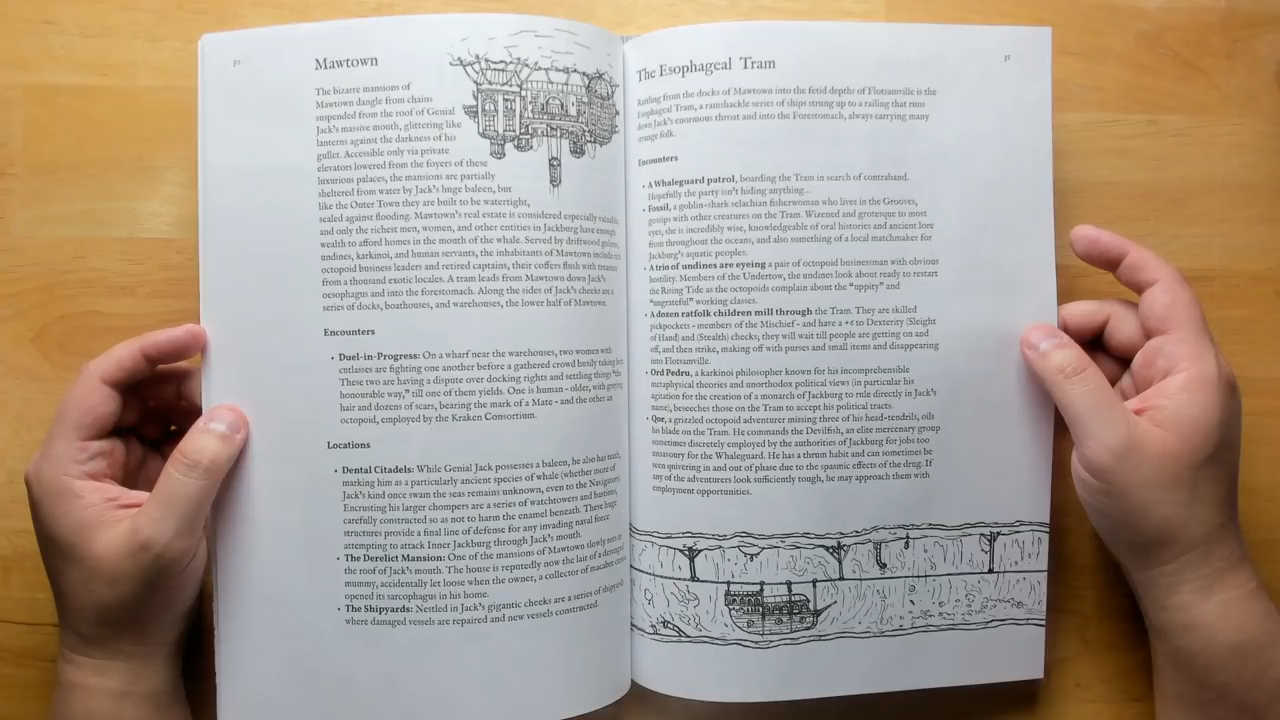 30
Mawtown
The bizarre mansions of
Mawtown dangle from chains
suspended from the roof of Genial
Jack's massive mouth, glittering like
lanterns against the darkness of his
gullet. Accessible only via private
elevators lowered from the foyers of these
luxurious palaces, the mansions are partially
sheltered from water by Jack's huge baleen, but
like the Outer Town they are built to be watertight,
sealed against flooding. Mawtown's real estate is considered especially valuable,
and only the richest men, women, and other entities in Jackburg have enough
wealth to afford homes in the mouth of the whale. Served by driftwood golems,
undines, karkinoi, and human servants, the inhabitants of Mawtown include rich
octopoid business leaders and retired captains, their coffers flush with treasure
from a thousand exotic locales. A tram leads from Mawtown down Jack's
oesophagus and into the forestomach. Along the sides of Jack's cheeks are a
series of docks, boathouses, and warehouses, the lower half of Mawtown.
Encounters
• Duel-in-Progress: On a wharf near the warehouses, two women with
cutlasses are fighting one another before a gathered crowd busily taking bets.
These two are having a dispute over docking rights and settling things "the
honourable way," till one of them yields. One is human - older, with greying
hair and dozens of scars, bearing the mark of a Mate - and the other an
octopoid, employed by the Kraken Consortium.
Locations
• Dental Citadels: While Genial Jack possesses a baleen, he also has teeth,
marking him as a particularly ancient species of whale (whether more of
Jack's kind once swam the seas remains unknown, even to the Navigators).
Encrusting his larger chompers are a series of watchtowers and bastions,
carefully constructed so as not to harm the enamel beneath. These huge
structures provide a final line of defense for any invading naval force
attempting to attack Inner Jackburg through Jack's mouth.
• The Derelict Mansion: One of the mansions of Mawtown slowly rots in
the roof of Jack's mouth. The house is reputedly now the lair of a deranged
mummy, accidentally let loose when the owner, a collector of macabre
opened its sarcophagus in his home.
• The Shipyards: Nestled in Jack's gigantic cheeks are a series of shipyards
where damaged vessels are repaired and new vessels constructed.
The Esophageal Tram
31
Rattling from the docks of Mawtown into the fetid depths of Flotsamville is the
Esophageal Tram, a ramshackle series of ships strung up to a railing that runs
down Jack's enormous throat and into the Forestomach, always carrying many
strange folk.
Encounters
• A Whaleguard patrol, boarding the Tram in search of contraband.
Hopefully the party isn't hiding anything...
• Fossil, a goblin-shark selachian fisherwoman who lives in the Grooves,
gossips with other creatures on the Tram. Wizened and grotesque to most
eyes, she is incredibly wise, knowledgeable of oral histories and ancient lore
from throughout the oceans, and also something of a local matchmaker for
Jackburg's aquatic peoples.
• A trio of undines are eyeing a pair of octopoid businessman with obvious
hostility. Members of the Undertow, the undines look about ready to restart
the Rising Tide as the octopoids complain about the "uppity" and
"ungrateful" working classes.
• A dozen ratfolk children mill through the Tram. They are skilled
pickpockets - members of the Mischief - and have a +6 to Dexterity (Sleight
of Hand) and (Stealth) checks; they will wait till people are getting on and
off, and then strike, making off with purses and small items and disappearing
into Flotsamville.
• Ord Pedru, a karkinoi philosopher known for his incomprehensible
metaphysical theories and unorthodox political views (in particular his
agitation for the creation of a monarch of Jackburg to rule directly in Jack's
name), beseeches those on the Tram to accept his political tracts.
• Qor, a grizzled octopoid adventurer missing three of his head-tendrils, oils
his blade on the Tram. He commands the Devilfish, an elite mercenary group
sometimes discretely employed by the authorities of Jackburg for jobs too
unsavoury for the Whaleguard. He has a thrum habit and can sometimes be
seen quivering in and out of phase due to the spasmic effects of the drug. If
any of the adventurers look sufficiently tough, he may approach them with
employment opportunities.